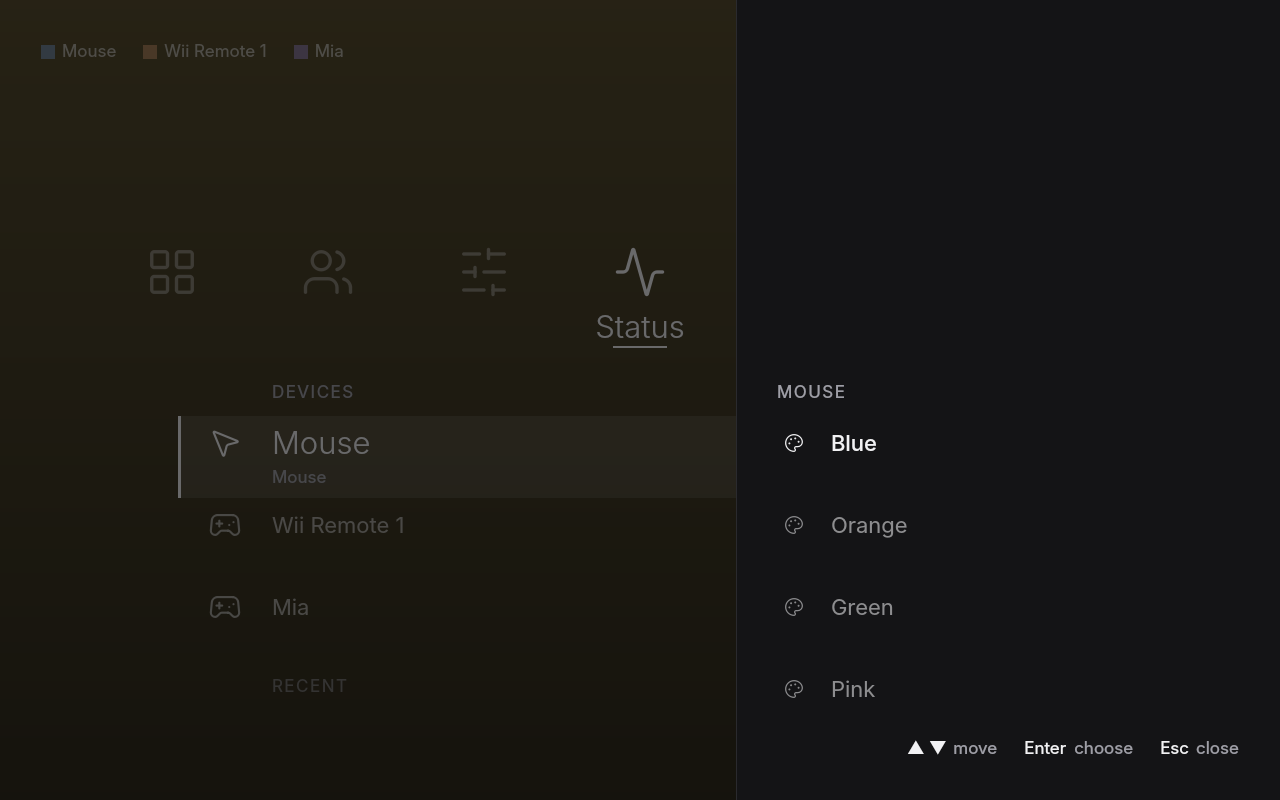 Mouse Wii Remote 1 Mia
Status
DEVICES
Mouse
Mouse
Wii Remote 1
Mia
RECENT
MOUSE
Blue
Orange
Green
Pink
▲▼ move Enter choose Esc close